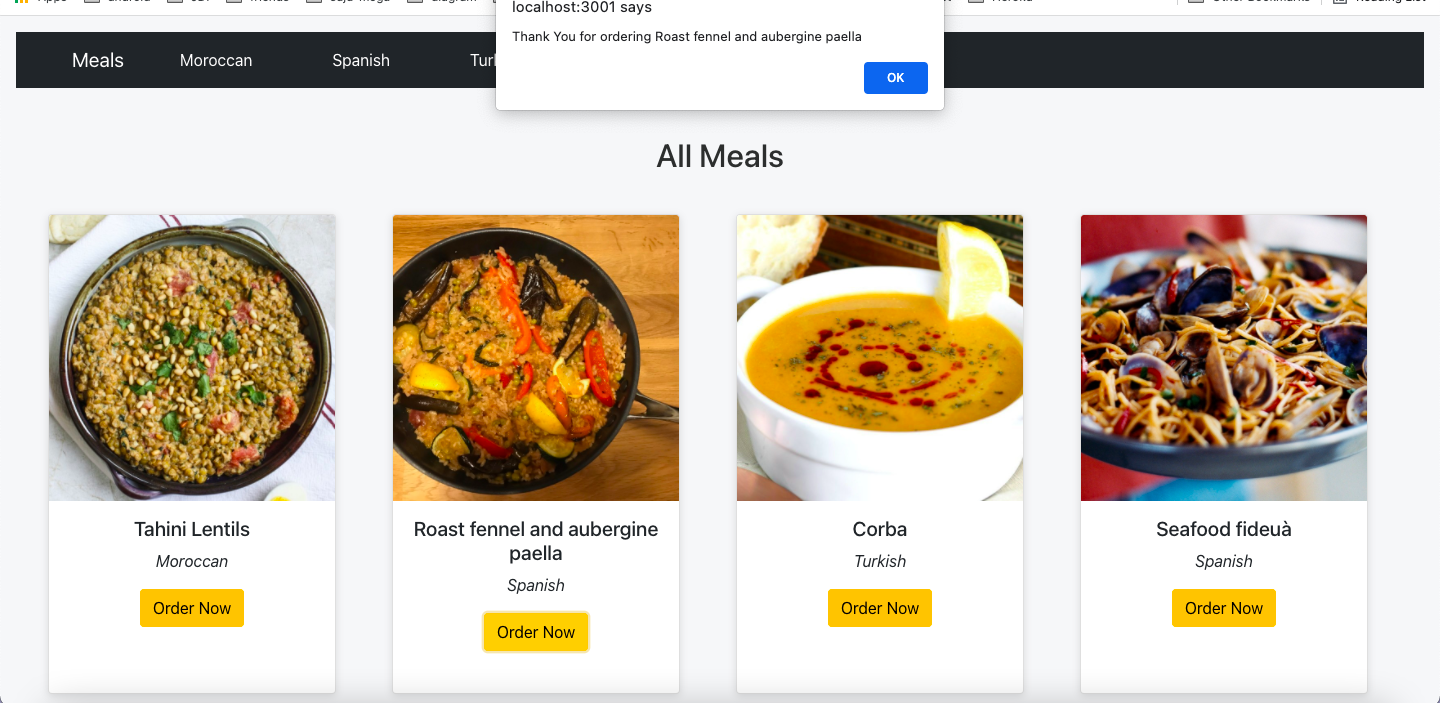 localhost:3001 says
Thank You for ordering Roast fennel and aubergine paella
OK
Meals Moroccan Spanish
All Meals
Tahini Lentils
Moroccan
Order Now
Roast fennel and aubergine
paella
Spanish
Order Now
Corba
Turkish
Order Now
Seafood fideuà
Spanish
Order Now